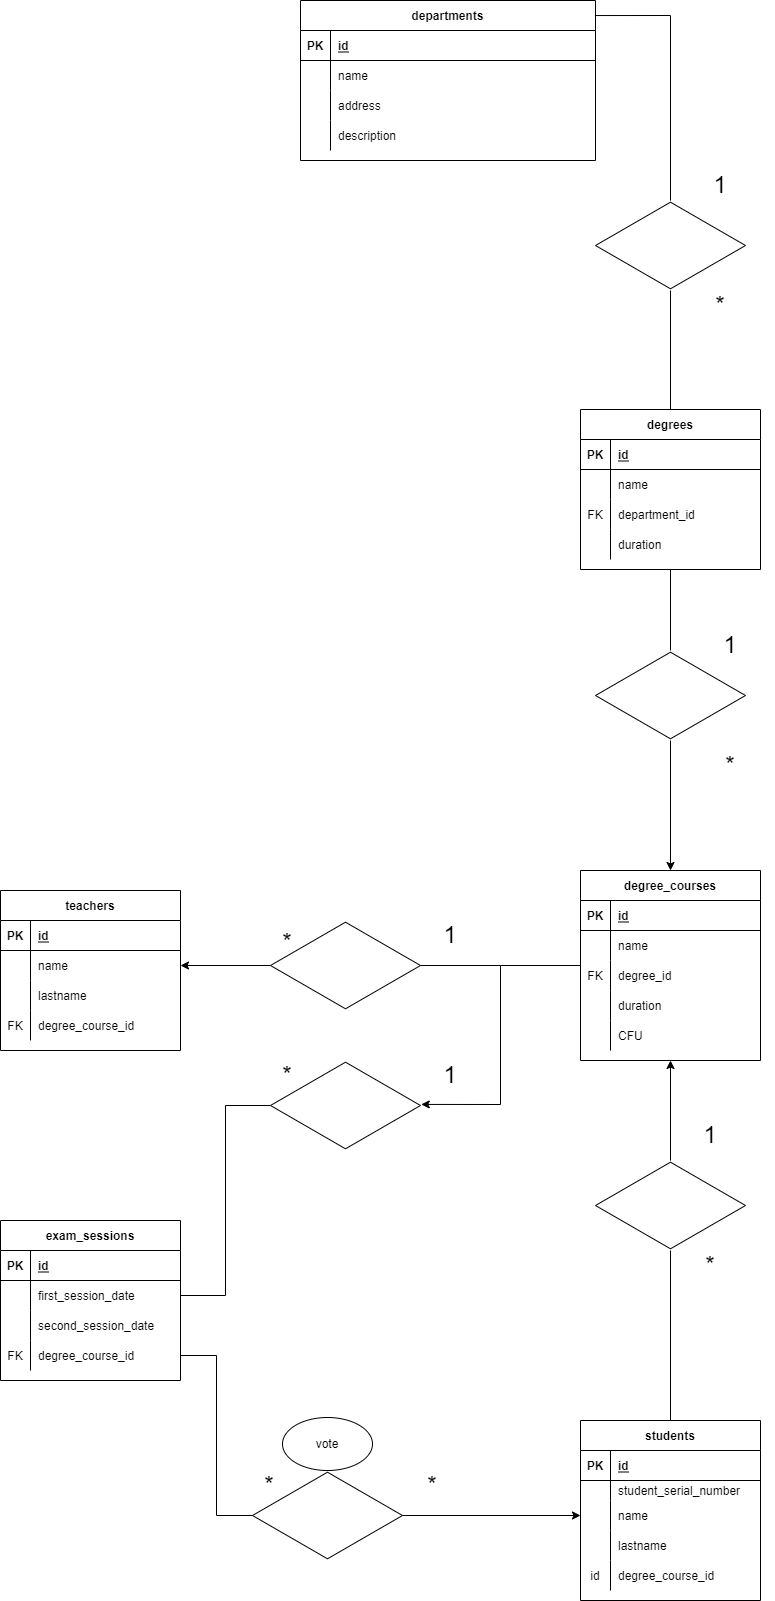 departments
PK id
name
address
description
1
*
degrees
PK id
name
FK department_id
duration
1
*
degree_courses
PK id
name
FK degree_id
duration
CFU
teachers
PK id
name
lastname
FK degree_course_id
* 1
* 1
exam_sessions
PK id
first_session_date
second_session_date
FK degree_course_id
1
*
vote
* *
students
PK id
student_serial_number
name
lastname
id degree_course_id